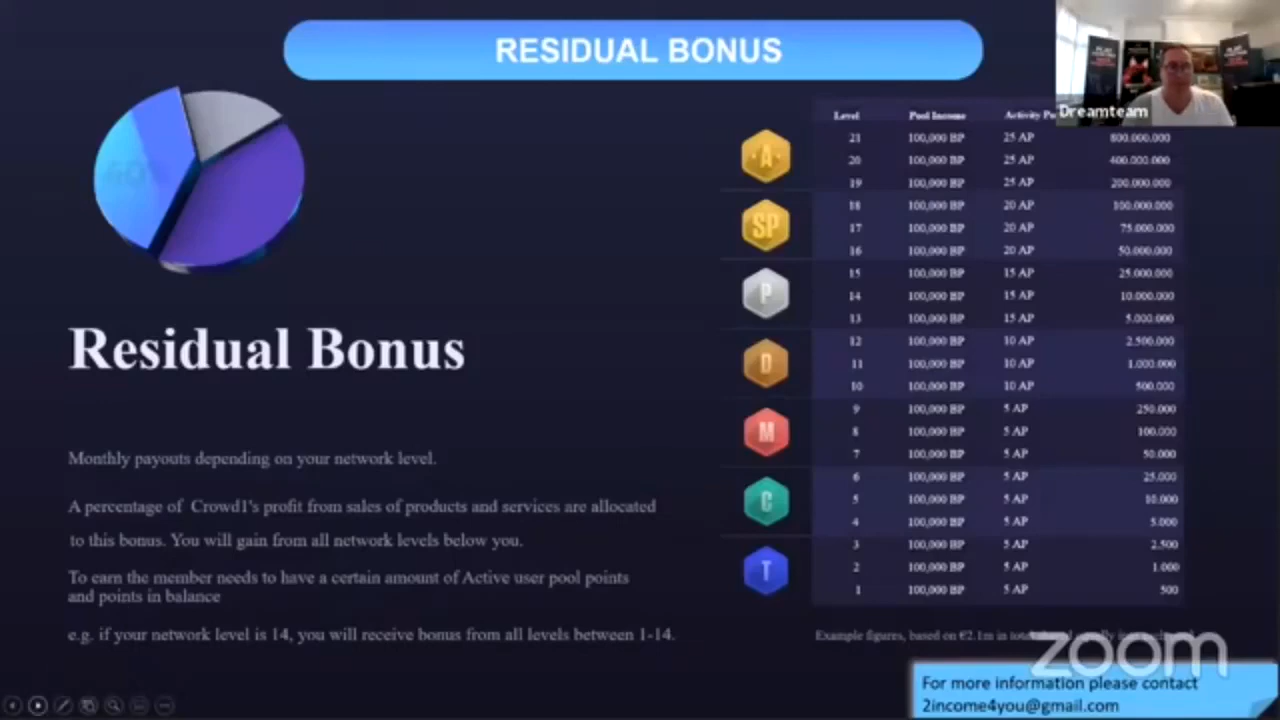 RESIDUAL BONUS
Dreamteam
Residual Bonus
Monthly payouts depending on your network level.
A percentage of Crowd1's profit from sales of products and services are allocated
to this bonus. You will gain from all network levels below you.
To earn the member needs to have a certain amount of Active user pool points
and points in balance
e.g. if your network level is 14, you will receive bonus from all levels between 1-14.
Level Pool Income Activity
A
21 100,000 BP 25 AP 800.000.000
20 100,000 BP 25 AP 400.000.000
19 100,000 BP 25 AP 200.000.000
SP
18 100,000 BP 20 AP 100.000.000
17 100,000 BP 20 AP 75.000.000
16 100,000 BP 20 AP 50.000.000
P
15 100,000 BP 15 AP 25.000.000
14 100,000 BP 15 AP 10.000.000
13 100,000 BP 15 AP 5.000.000
D
12 100,000 BP 10 AP 2.500.000
11 100,000 BP 10 AP 1.000.000
10 100,000 BP 10 AP 500.000
M
9 100,000 BP 5 AP 250.000
8 100,000 BP 5 AP 100.000
7 100,000 BP 5 AP 50.000
C
6 100,000 BP 5 AP 25.000
5 100,000 BP 5 AP 10.000
4 100,000 BP 5 AP 5.000
T
3 100,000 BP 5 AP 2.500
2 100,000 BP 5 AP 1.000
1 100,000 BP 5 AP 500
Example figures, based on €2.1m in
zoom
For more information please contact
2income4you@gmail.com